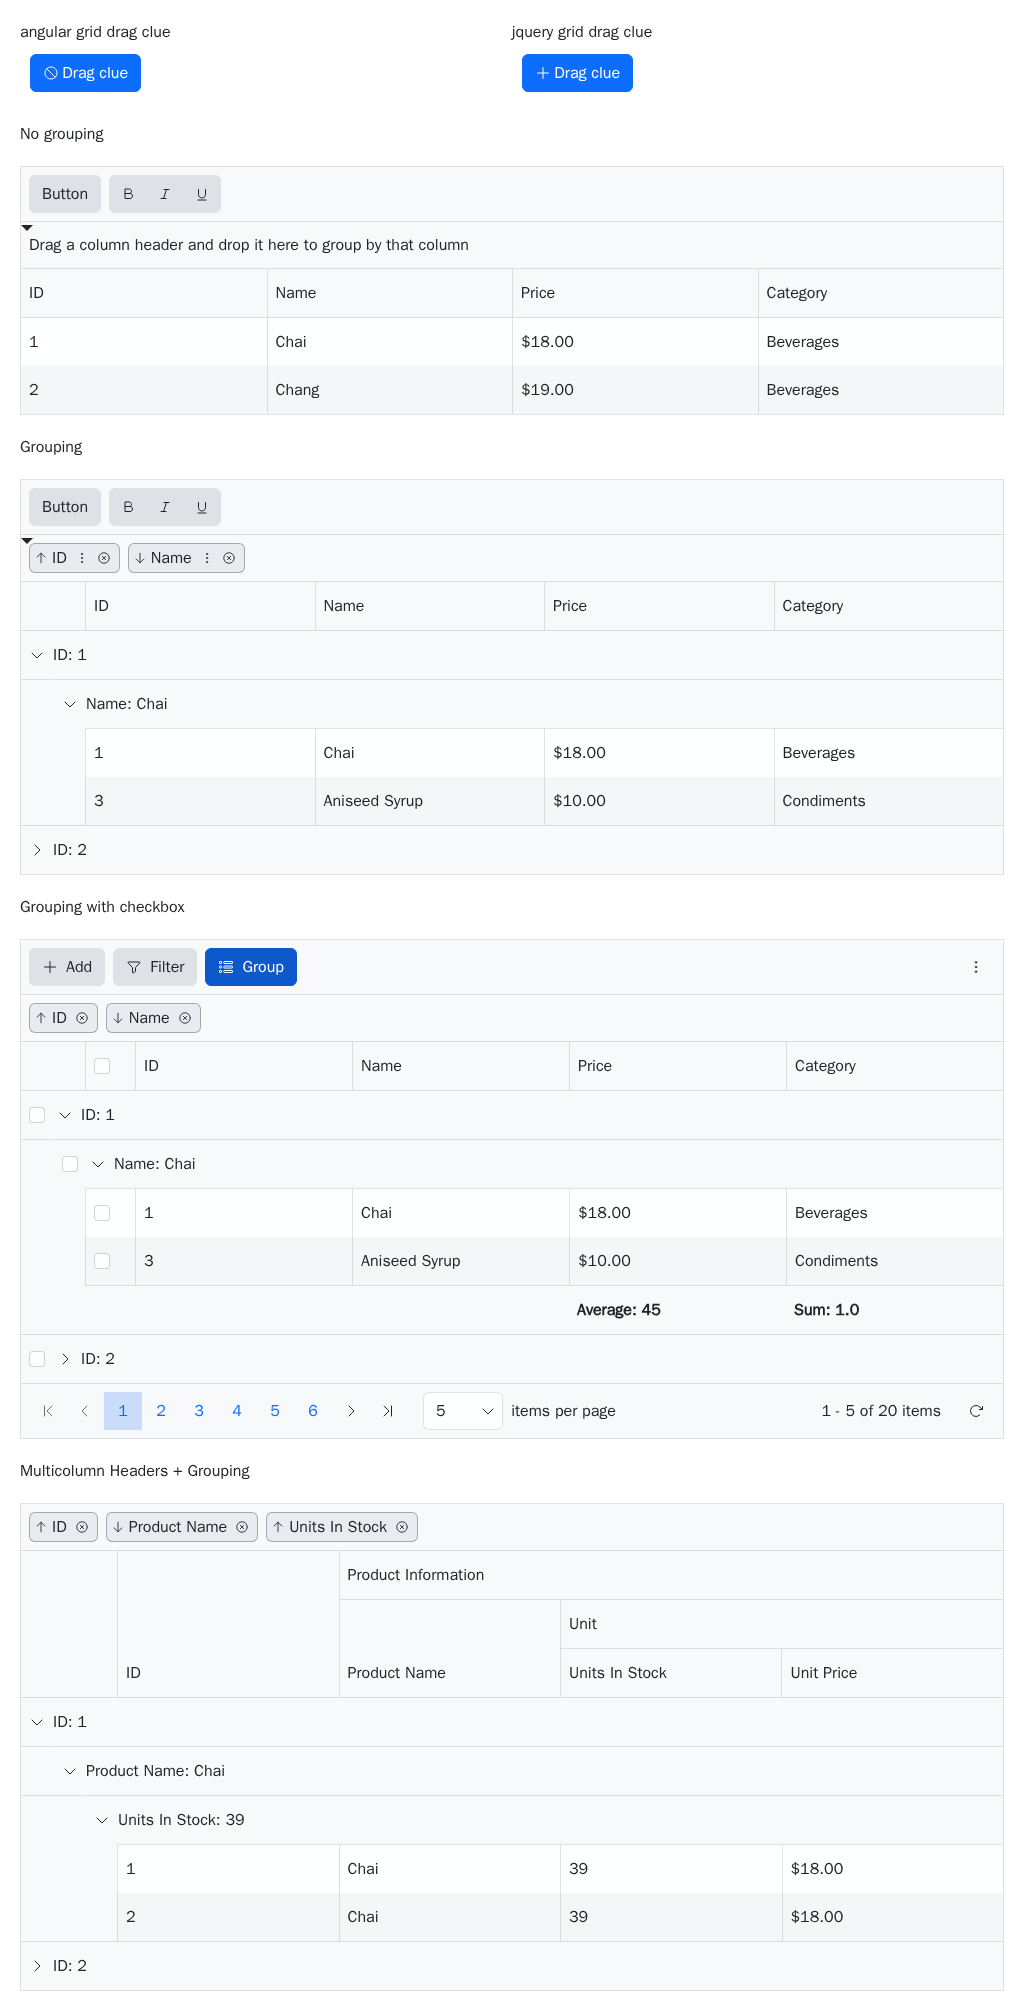 angular grid drag clue
jquery grid drag clue
Drag clue
Drag clue
No grouping
Button B I U
Drag a column header and drop it here to group by that column
ID Name Price Category
1 Chai $18.00 Beverages
2 Chang $19.00 Beverages
Grouping
Button B I U
ID Name
ID Name Price Category
ID: 1
Name: Chai
1 Chai $18.00 Beverages
3 Aniseed Syrup $10.00 Condiments
ID: 2
Grouping with checkbox
Add Filter Group
ID Name
ID Name Price Category
ID: 1
Name: Chai
1 Chai $18.00 Beverages
3 Aniseed Syrup $10.00 Condiments
Average: 45 Sum: 1.0
ID: 2
1 2 3 4 5 6 5 items per page 1 - 5 of 20 items
Multicolumn Headers + Grouping
ID Product Name Units In Stock
Product Information
Unit
ID Product Name Units In Stock Unit Price
ID: 1
Product Name: Chai
Units In Stock: 39
1 Chai 39 $18.00
2 Chai 39 $18.00
ID: 2